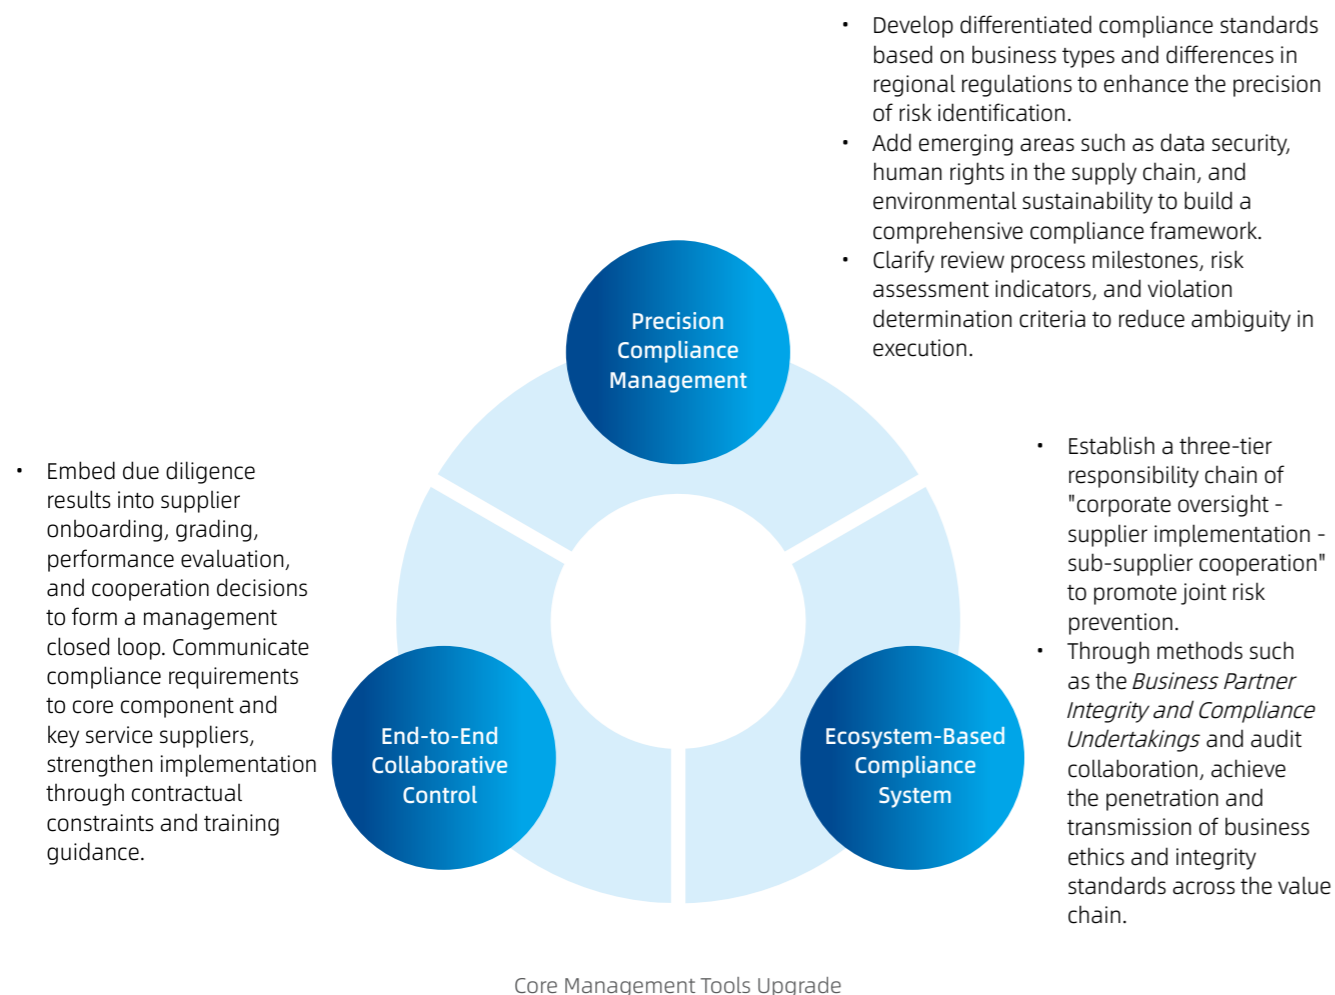 • Develop differentiated compliance standards
based on business types and differences in
regional regulations to enhance the precision
of risk identification.
• Add emerging areas such as data security,
human rights in the supply chain, and
environmental sustainability to build a
comprehensive compliance framework.
• Clarify review process milestones, risk
assessment indicators, and violation
determination criteria to reduce ambiguity in
execution.
Precision
Compliance
Management
• Embed due diligence
results into supplier
onboarding, grading,
performance evaluation,
and cooperation decisions
to form a management
closed loop. Communicate
compliance requirements
to core component and
key service suppliers,
strengthen implementation
through contractual
constraints and training
guidance.
End-to-End
Collaborative
Control
Ecosystem-Based
Compliance
System
• Establish a three-tier
responsibility chain of
"corporate oversight -
supplier implementation -
sub-supplier cooperation"
to promote joint risk
prevention.
• Through methods such
as the Business Partner
Integrity and Compliance
Undertakings and audit
collaboration, achieve
the penetration and
transmission of business
ethics and integrity
standards across the value
chain.
Core Management Tools Upgrade